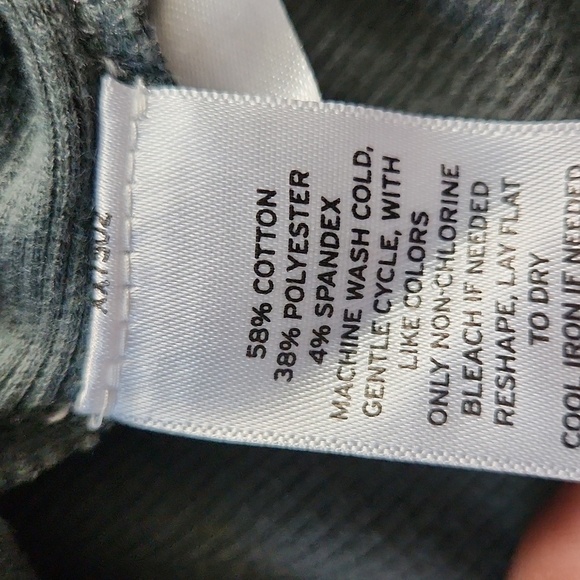 58% COTTON
38% POLYESTER
4% SPANDEX
MACHINE WASH COLD,
GENTLE CYCLE, WITH
LIKE COLORS
ONLY NON-CHLORINE
BLEACH IF NEEDED
RESHAPE, LAY FLAT
TO DRY
COOL IRON IF NEEDED